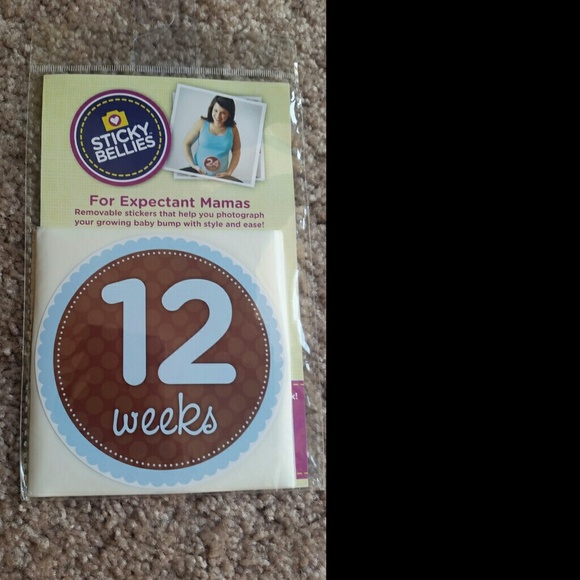 STICKY
BELLIES
24
For Expectant Mamas
Removable stickers that help you photograph
your growing baby bump with style and ease!
12
weeks